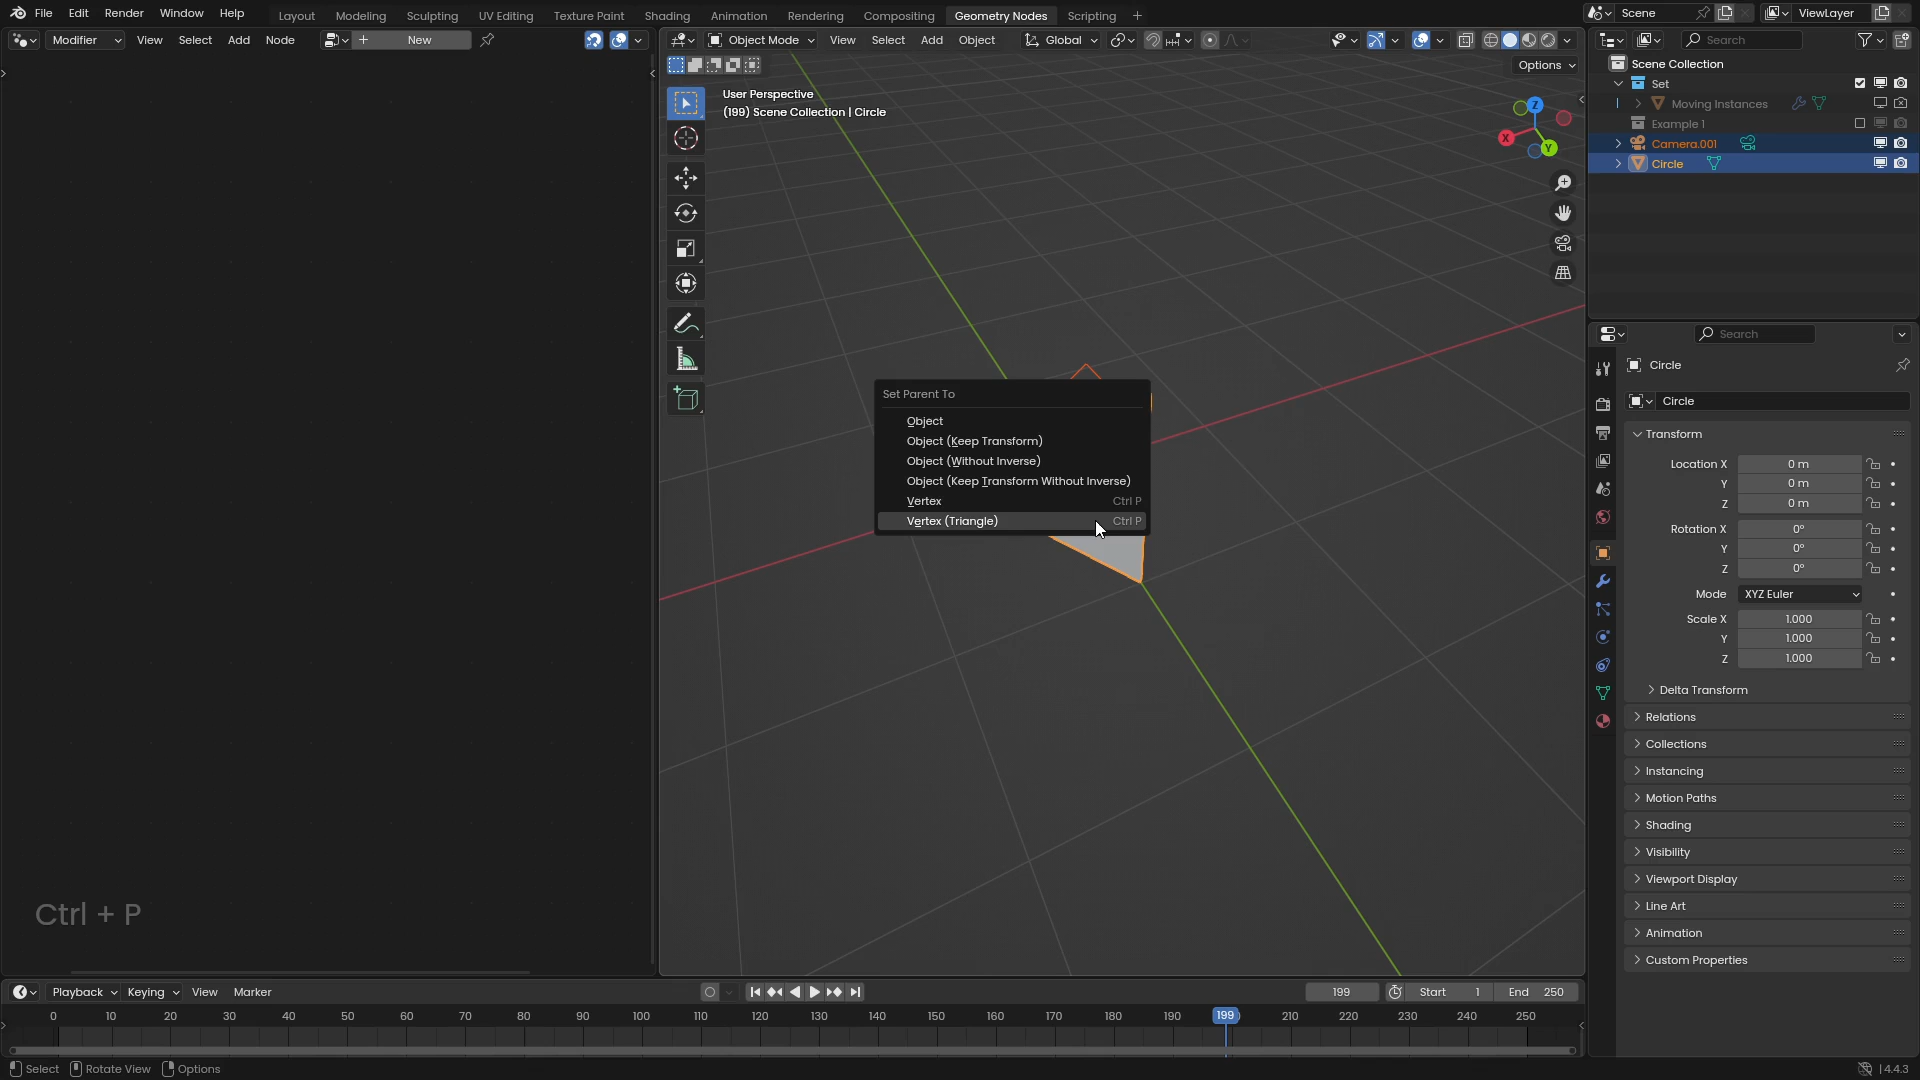 File Edit Render Window Help
Layout Modeling Sculpting UV Editing Texture Paint Shading Animation Rendering Compositing Geometry Nodes Scripting +
Scene
ViewLayer
Modifier View Select Add Node
+ New
Object Mode View Select Add Object
Global
Options
User Perspective
(199) Scene Collection | Circle
Z
X
Y
Set Parent To
Object
Object (Keep Transform)
Object (Without Inverse)
Object (Keep Transform Without Inverse)
Vertex Ctrl P
Vertex (Triangle) Ctrl P
Ctrl + P
Search
Scene Collection
Set
Moving Instances
Example 1
Camera.001
Circle
Search
Circle
Circle
Transform
Location X 0 m
Y 0 m
Z 0 m
Rotation X 0°
Y 0°
Z 0°
Mode XYZ Euler
Scale X 1.000
Y 1.000
Z 1.000
Delta Transform
Relations
Collections
Instancing
Motion Paths
Shading
Visibility
Viewport Display
Line Art
Animation
Custom Properties
Playback Keying View Marker
199
Start 1
End 250
0 10 20 30 40 50 60 70 80 90 100 110 120 130 140 150 160 170 180 190 199 210 220 230 240 250
Select Rotate View Options
4.4.3